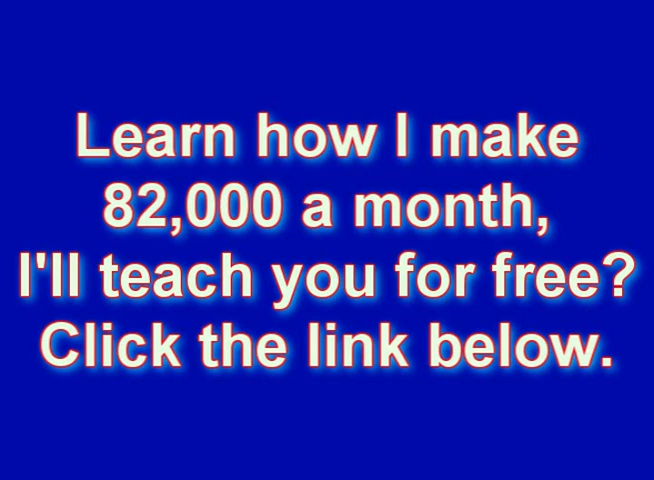 Learn how I make
82,000 a month,
I'll teach you for free?
Click the link below.